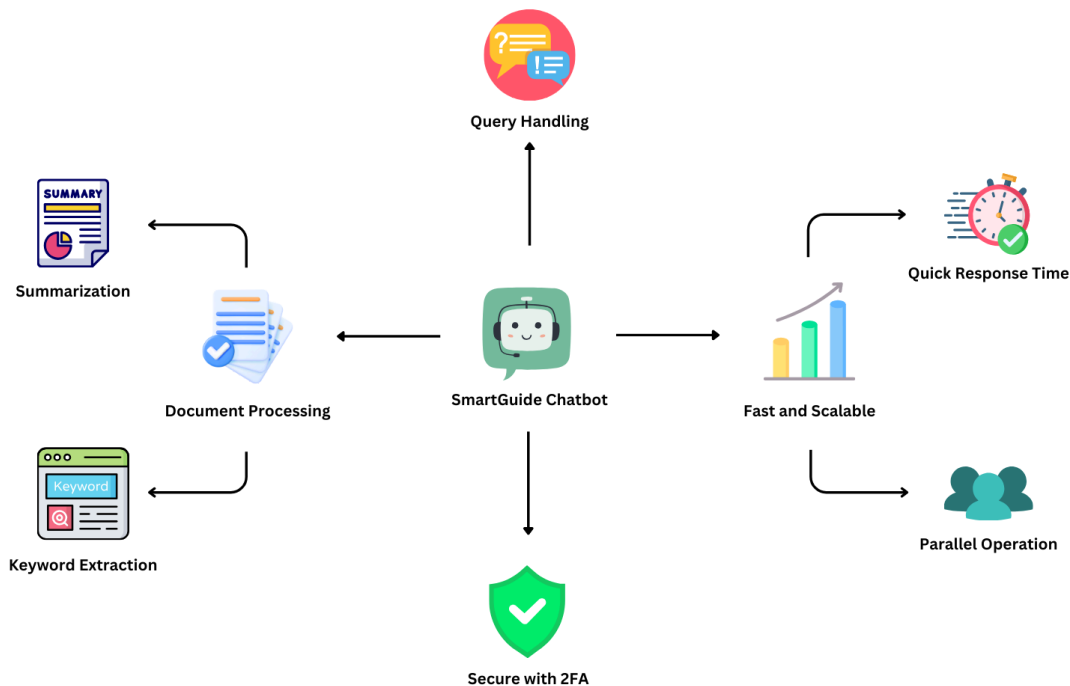 Query Handling
SUMMARY
Summarization
Quick Response Time
Document Processing
SmartGuide Chatbot
Fast and Scalable
Keyword
Keyword Extraction
Parallel Operation
Secure with 2FA